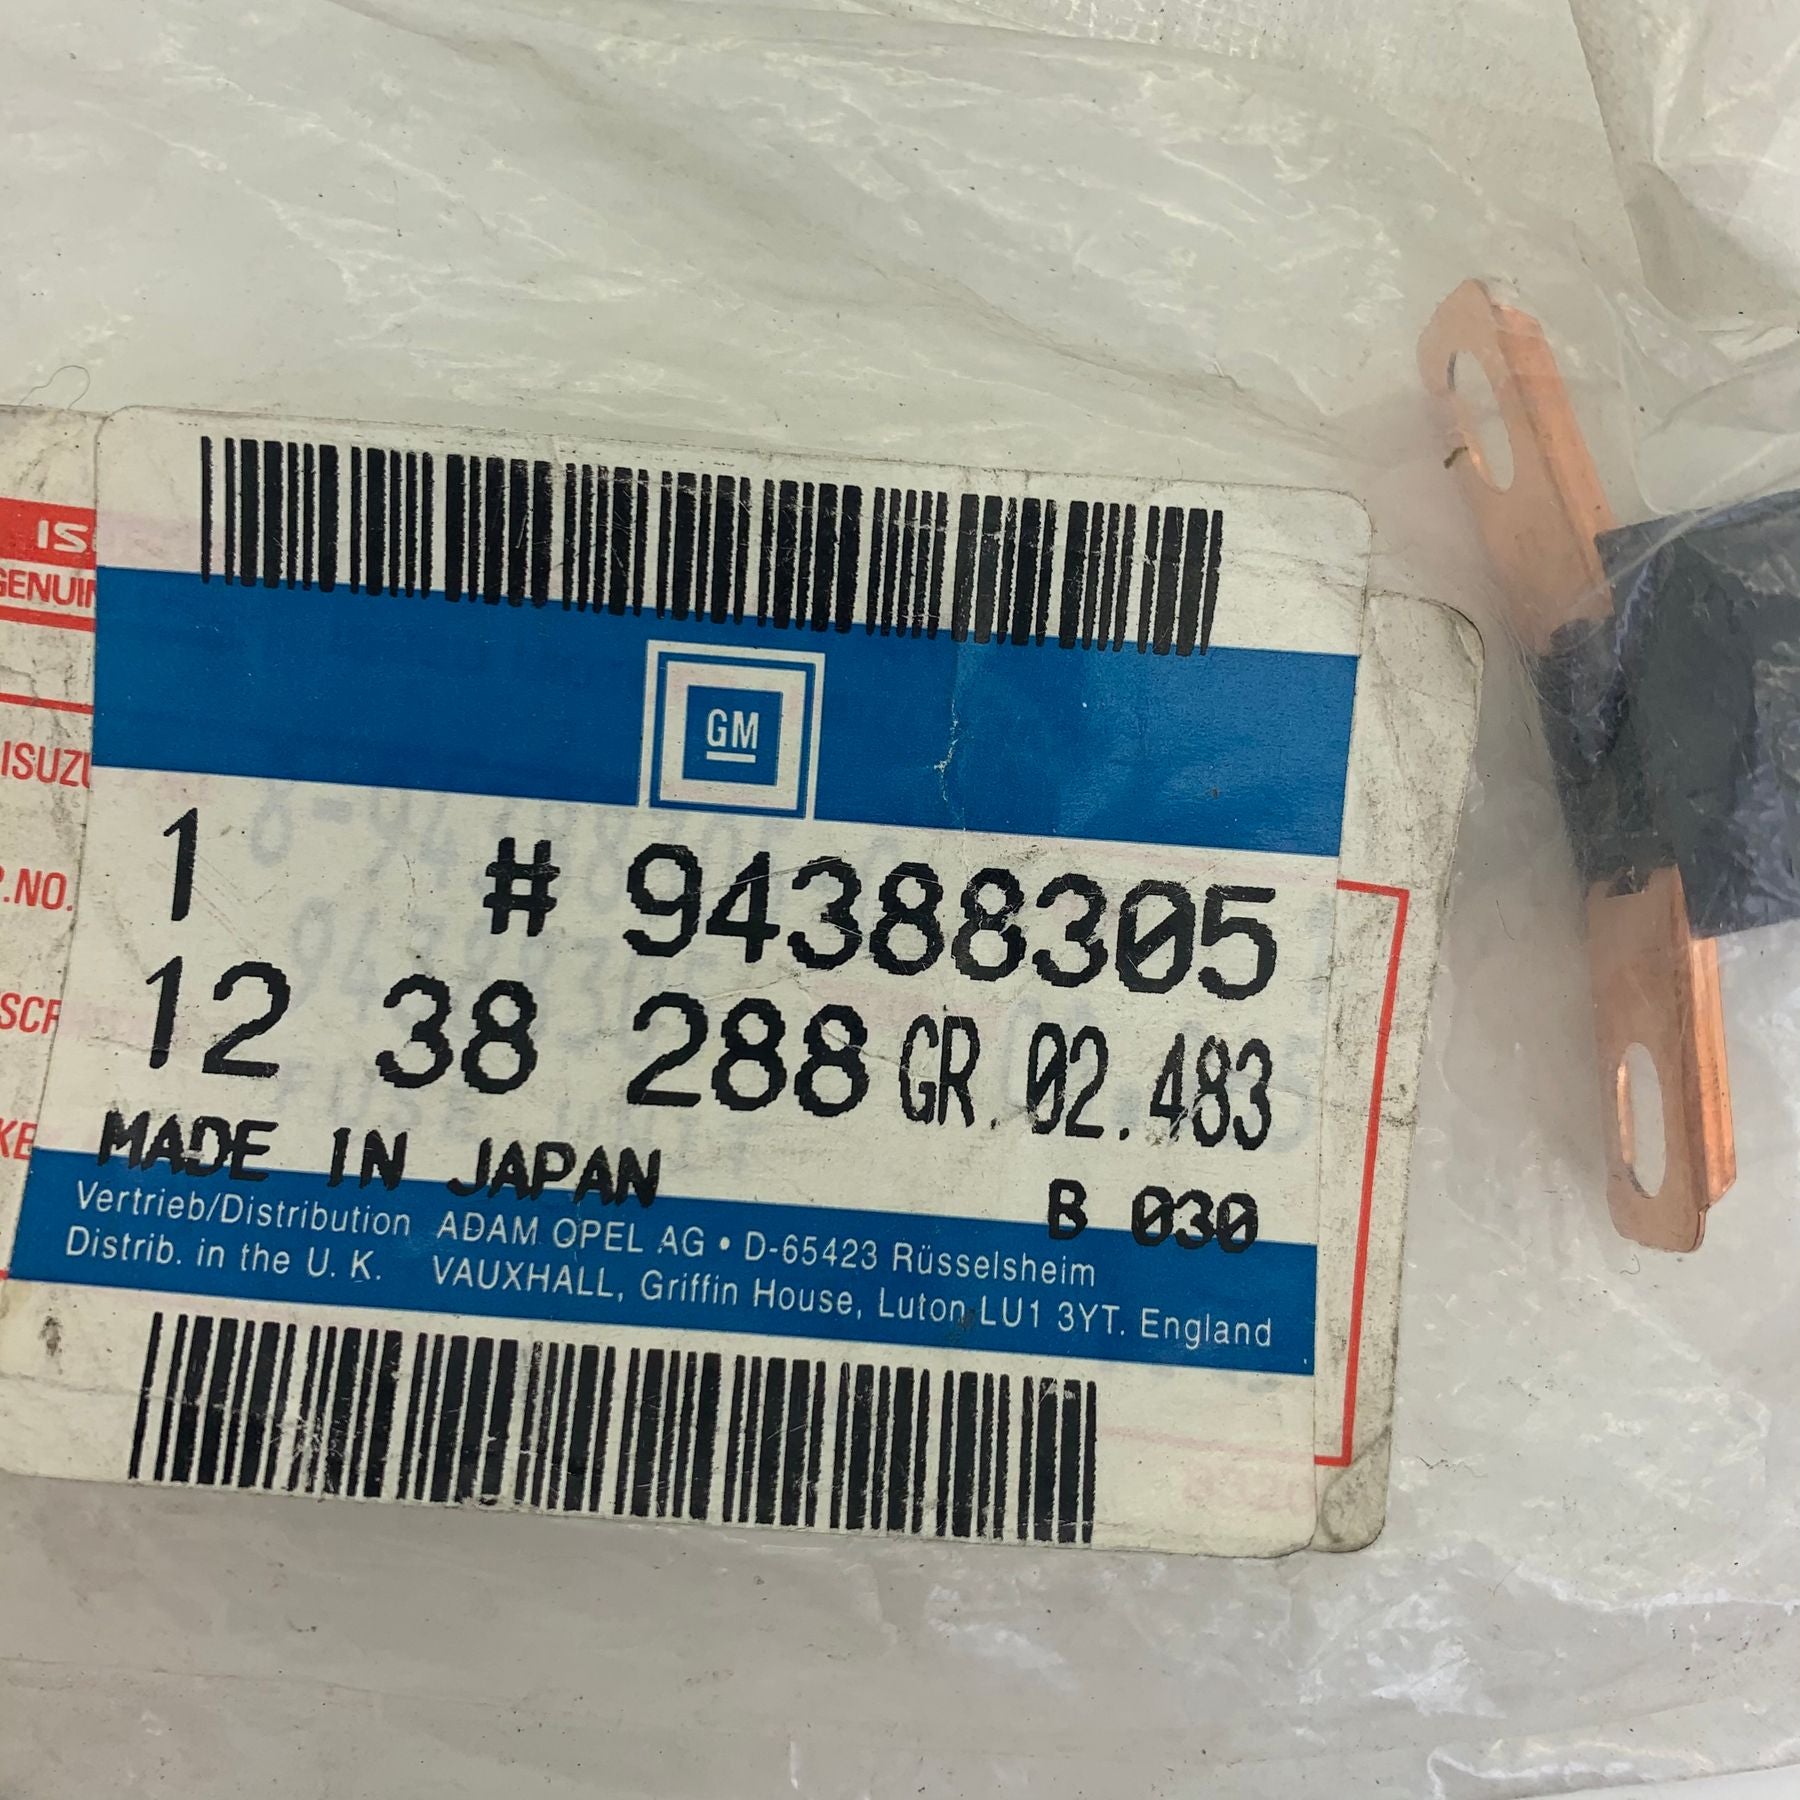 IS
GENUIN
GM
ISUZU
1 # 94388305
P.NO.
12 38 288 GR. 02.483
SCR
MADE IN JAPAN
KE
B 030
Vertrieb/Distribution ADAM OPEL AG • D-65423 Rüsselsheim
Distrib. in the U. K. VAUXHALL, Griffin House, Luton LU1 3YT. England